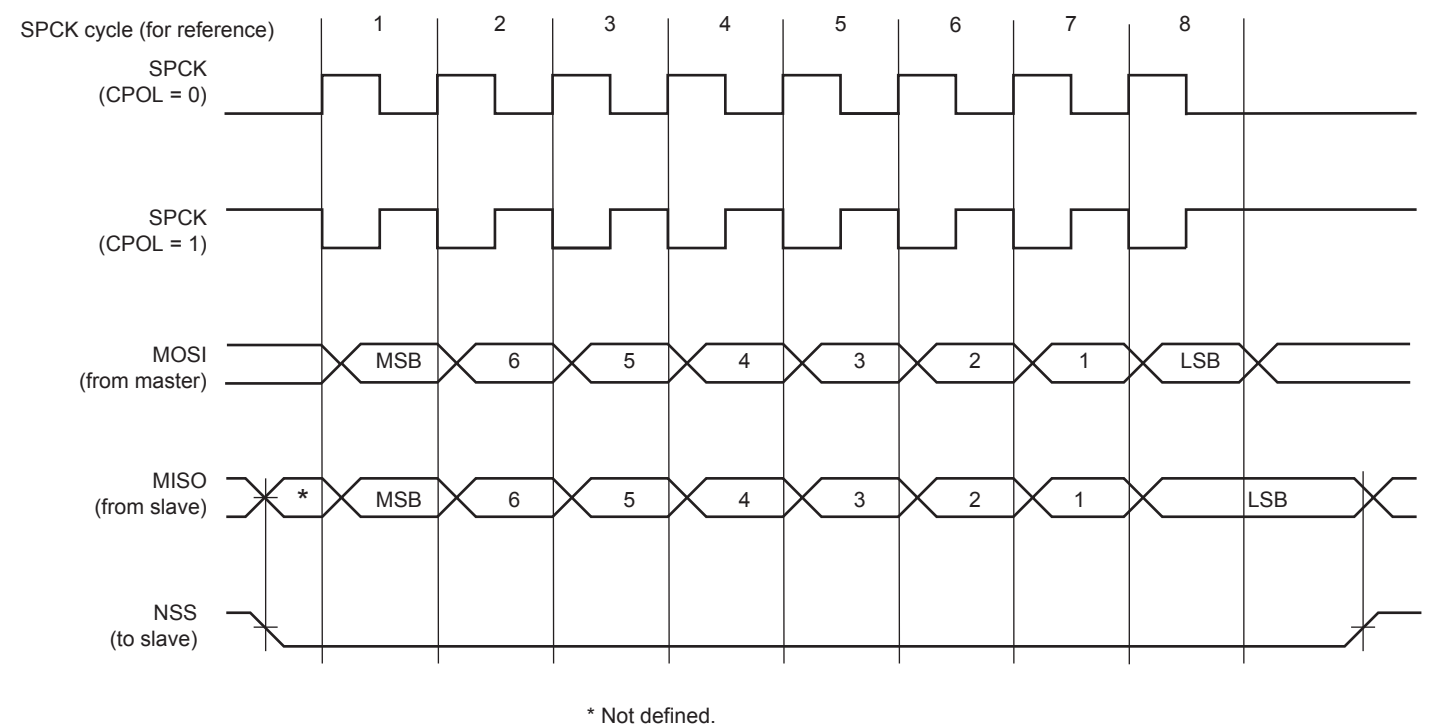 SPCK cycle (for reference)
1 2 3 4 5 6 7 8
SPCK
(CPOL = 0)
SPCK
(CPOL = 1)
MOSI
(from master)
MSB 6 5 4 3 2 1 LSB
MISO
(from slave)
* MSB 6 5 4 3 2 1 LSB
NSS
(to slave)
* Not defined.